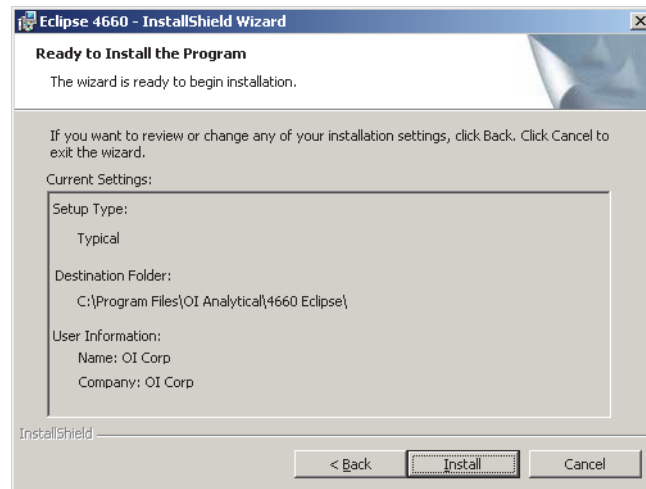 Eclipse 4660 - InstallShield Wizard
Ready to Install the Program
The wizard is ready to begin installation.
If you want to review or change any of your installation settings, click Back. Click Cancel to
exit the wizard.
Current Settings:
Setup Type:
Typical
Destination Folder:
C:\Program Files\OI Analytical\4660 Eclipse\
User Information:
Name: OI Corp
Company: OI Corp
InstallShield
< Back Install Cancel